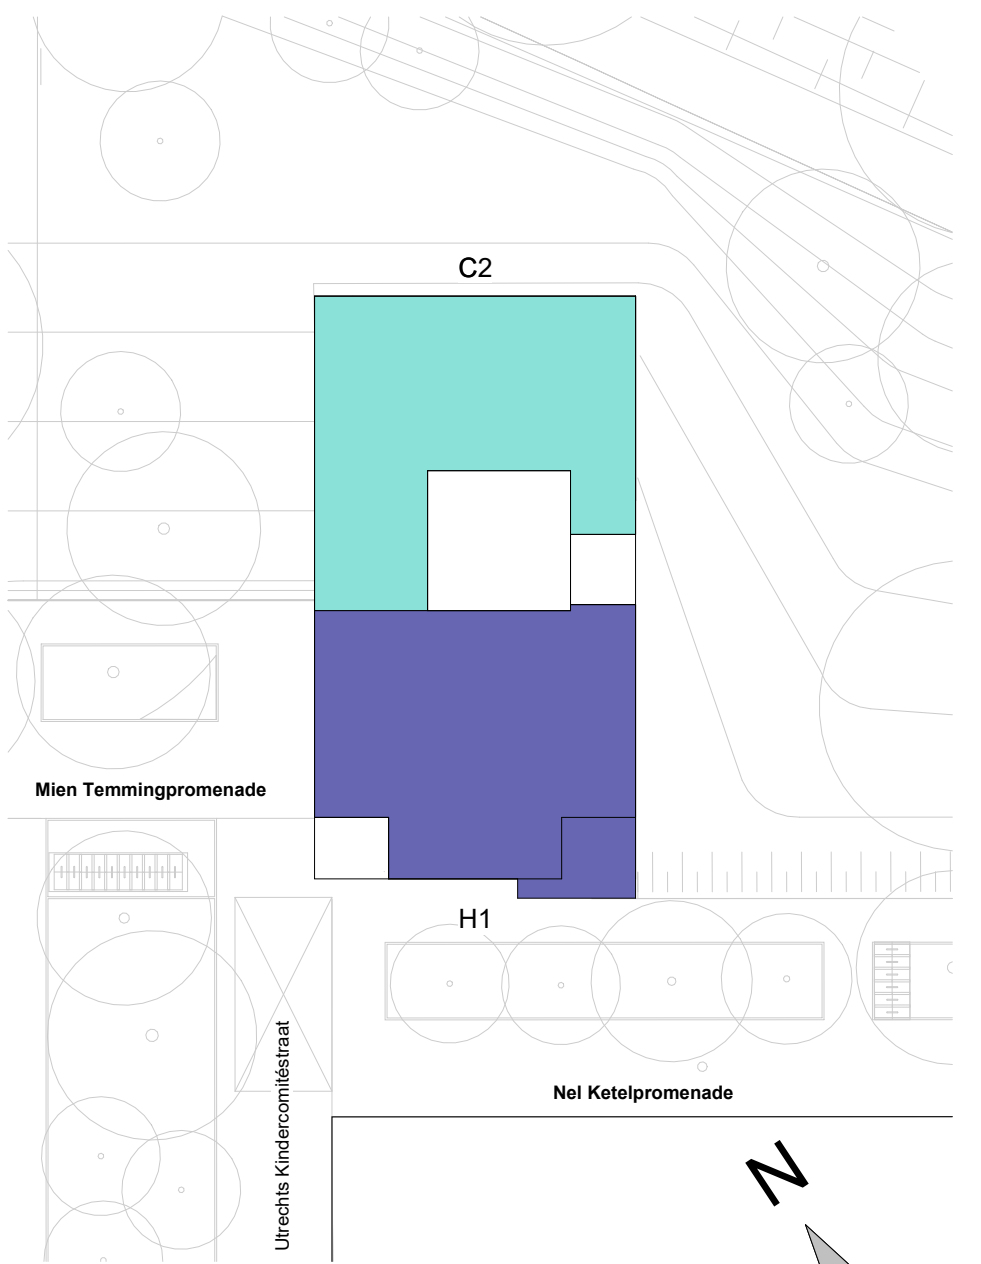 C2
Mien Temmingpromenade
H1
Utrechts Kindercomitéstraat
Nel Ketelpromenade
N